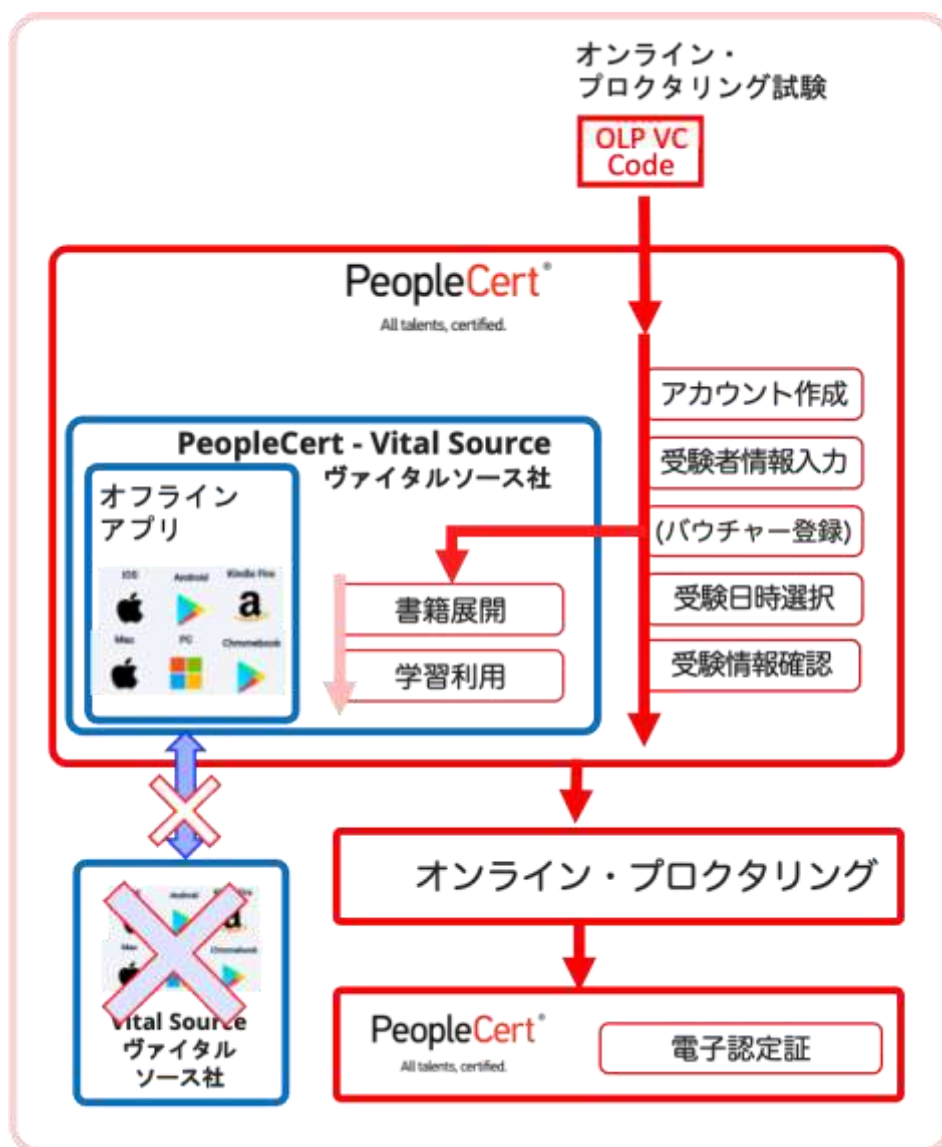 オンライン・
プロクタリング試験
OLP VC
Code
PeopleCert®
All talents, certified.
アカウント作成
受験者情報入力
(バウチャー登録)
受験日時選択
受験情報確認
PeopleCert - Vital Source
ヴァイタルソース社
オフライン
アプリ
IOS Android Kindle Fire
Mac PC Chromebook
書籍展開
学習利用
オンライン・プロクタリング
Android
Mac Chromebook
Vital Source
ヴァイタル
ソース社
PeopleCert®
All talents, certified.
電子認定証